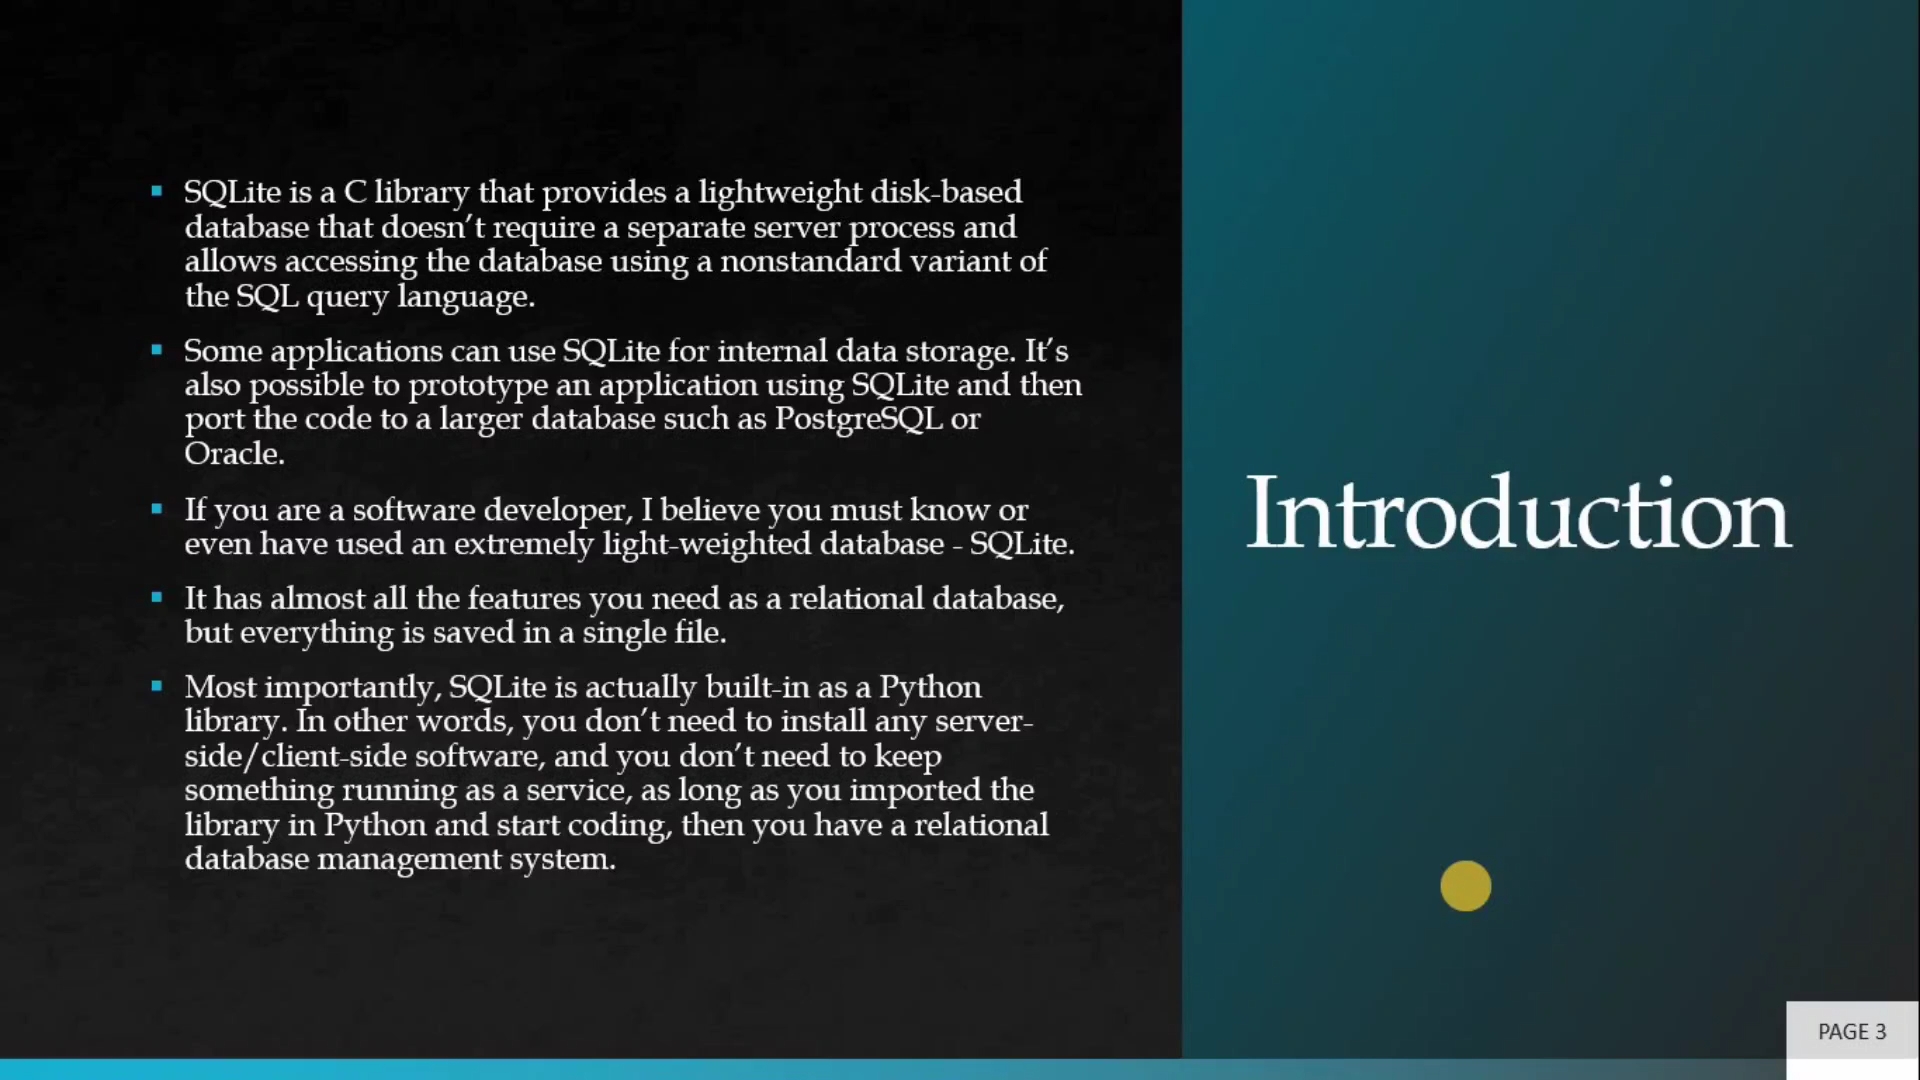 SQLite is a C library that provides a lightweight disk-based
database that doesn’t require a separate server process and
allows accessing the database using a nonstandard variant of
the SQL query language.
Some applications can use SQLite for internal data storage. It’s
also possible to prototype an application using SQLite and then
port the code to a larger database such as PostgreSQL or
Oracle.
If you are a software developer, I believe you must know or
even have used an extremely light-weighted database - SQLite.
It has almost all the features you need as a relational database,
but everything is saved in a single file.
Most importantly, SQLite is actually built-in as a Python
library. In other words, you don’t need to install any server-
side/client-side software, and you don’t need to keep
something running as a service, as long as you imported the
library in Python and start coding, then you have a relational
database management system.
Introduction
PAGE 3